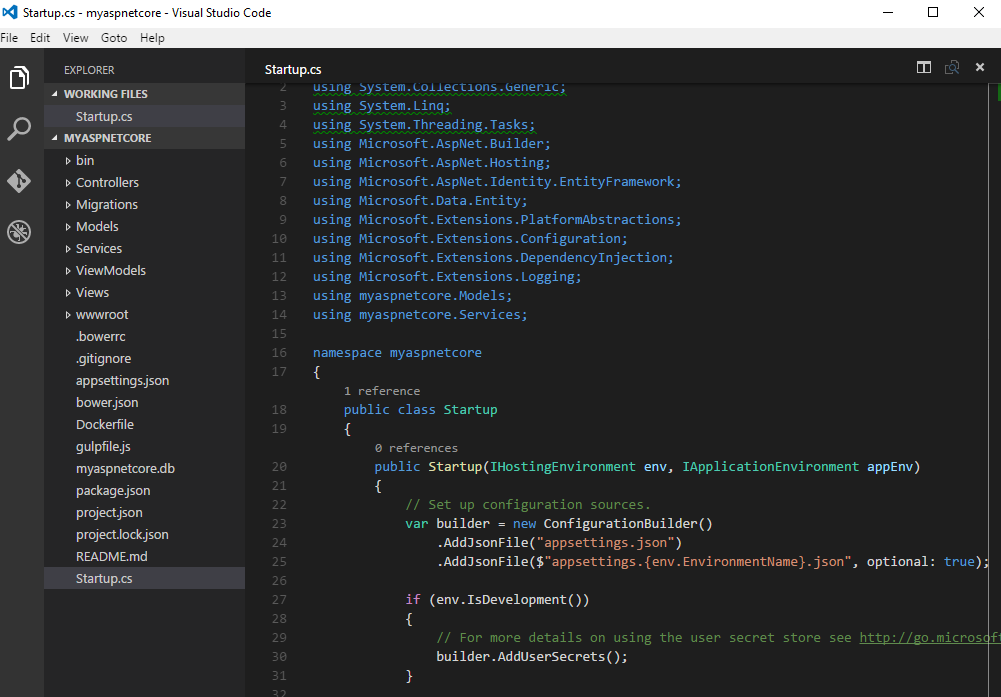 Startup.cs - myaspnetcore - Visual Studio Code
File Edit View Goto Help
EXPLORER
WORKING FILES
Startup.cs
MYASPNETCORE
bin
Controllers
Migrations
Models
Services
ViewModels
Views
wwwroot
.bowerrc
.gitignore
appsettings.json
bower.json
Dockerfile
gulpfile.js
myaspnetcore.db
package.json
project.json
project.lock.json
README.md
Startup.cs
Startup.cs
2 using System.Collections.Generic;
3 using System.Linq;
4 using System.Threading.Tasks;
5 using Microsoft.AspNet.Builder;
6 using Microsoft.AspNet.Hosting;
7 using Microsoft.AspNet.Identity.EntityFramework;
8 using Microsoft.Data.Entity;
9 using Microsoft.Extensions.PlatformAbstractions;
10 using Microsoft.Extensions.Configuration;
11 using Microsoft.Extensions.DependencyInjection;
12 using Microsoft.Extensions.Logging;
13 using myaspnetcore.Models;
14 using myaspnetcore.Services;
15
16 namespace myaspnetcore
17 {
1 reference
18 public class Startup
19 {
0 references
20 public Startup(IHostingEnvironment env, IApplicationEnvironment appEnv)
21 {
22 // Set up configuration sources.
23 var builder = new ConfigurationBuilder()
24 .AddJsonFile("appsettings.json")
25 .AddJsonFile($"appsettings.{env.EnvironmentName}.json", optional: true);
26
27 if (env.IsDevelopment())
28 {
29 // For more details on using the user secret store see http://go.microsoft
30 builder.AddUserSecrets();
31 }
32